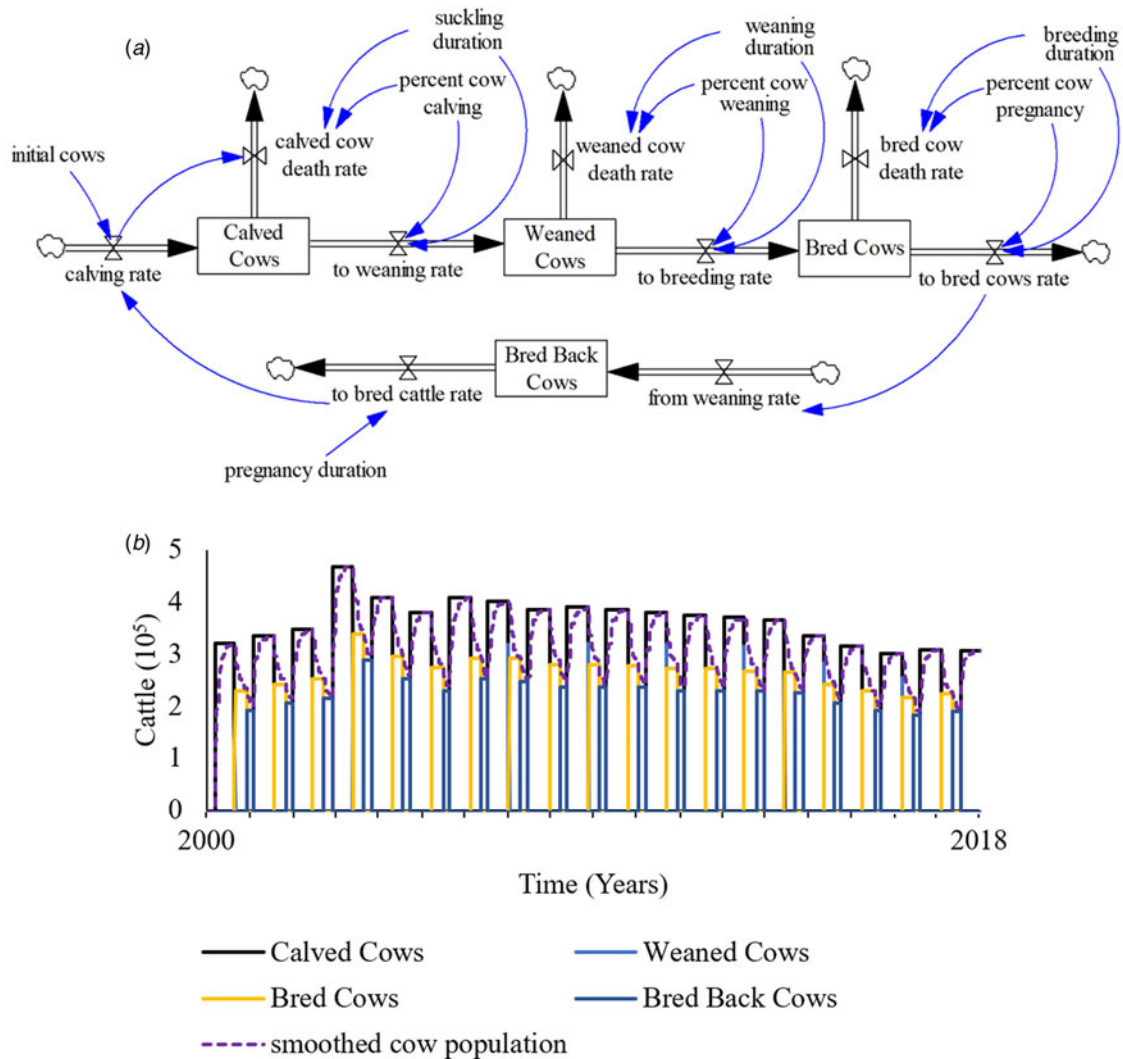 (a)
suckling
duration
percent cow
calving
calved cow
death rate
initial cows
calving rate
Calved
Cows
to weaning rate
weaning
duration
percent cow
weaning
weaned cow
death rate
Weaned
Cows
to breeding rate
breeding
duration
percent cow
pregnancy
bred cow
death rate
Bred Cows
to bred cows rate
Bred Back
Cows
to bred cattle rate
from weaning rate
pregnancy duration
(b)
Cattle (10⁵)
5
4
3
2
1
0
2000
2018
Time (Years)
Calved Cows
Weaned Cows
Bred Cows
Bred Back Cows
smoothed cow population